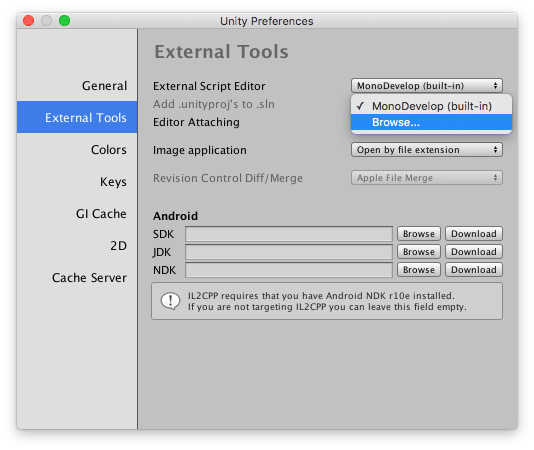 Unity Preferences
External Tools
General
External Tools
Colors
Keys
GI Cache
2D
Cache Server
External Script Editor
MonoDevelop (built-in)
Add .unityproj's to .sln
✓ MonoDevelop (built-in)
Browse...
Editor Attaching
Image application
Open by file extension
Revision Control Diff/Merge
Apple File Merge
Android
SDK Browse Download
JDK Browse Download
NDK Browse Download
IL2CPP requires that you have Android NDK r10e installed.
If you are not targeting IL2CPP you can leave this field empty.